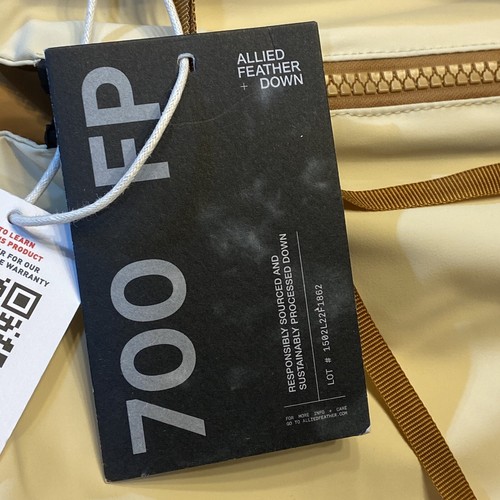 ALLIED
FEATHER
+ DOWN
700 FP
RESPONSIBLY SOURCED AND
SUSTAINABLY PROCESSED DOWN
LOT # 1502L22F1862
FOR MORE INFO + CARE
GO TO ALLIEDFEATHER.COM
TO LEARN
PRODUCT
FOR OUR
WARRANTY